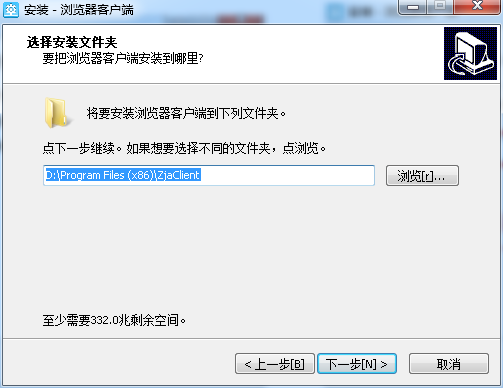 安装 - 浏览器客户端
选择安装文件夹
要把浏览器客户端安装到哪里?
将要安装浏览器客户端到下列文件夹。
点下一步继续。如果想要选择不同的文件夹，点浏览。
D:\Program Files (x86)\ZjaClient
浏览[r]...
至少需要332.0兆剩余空间。
< 上一步[B]
下一步[N] >
取消